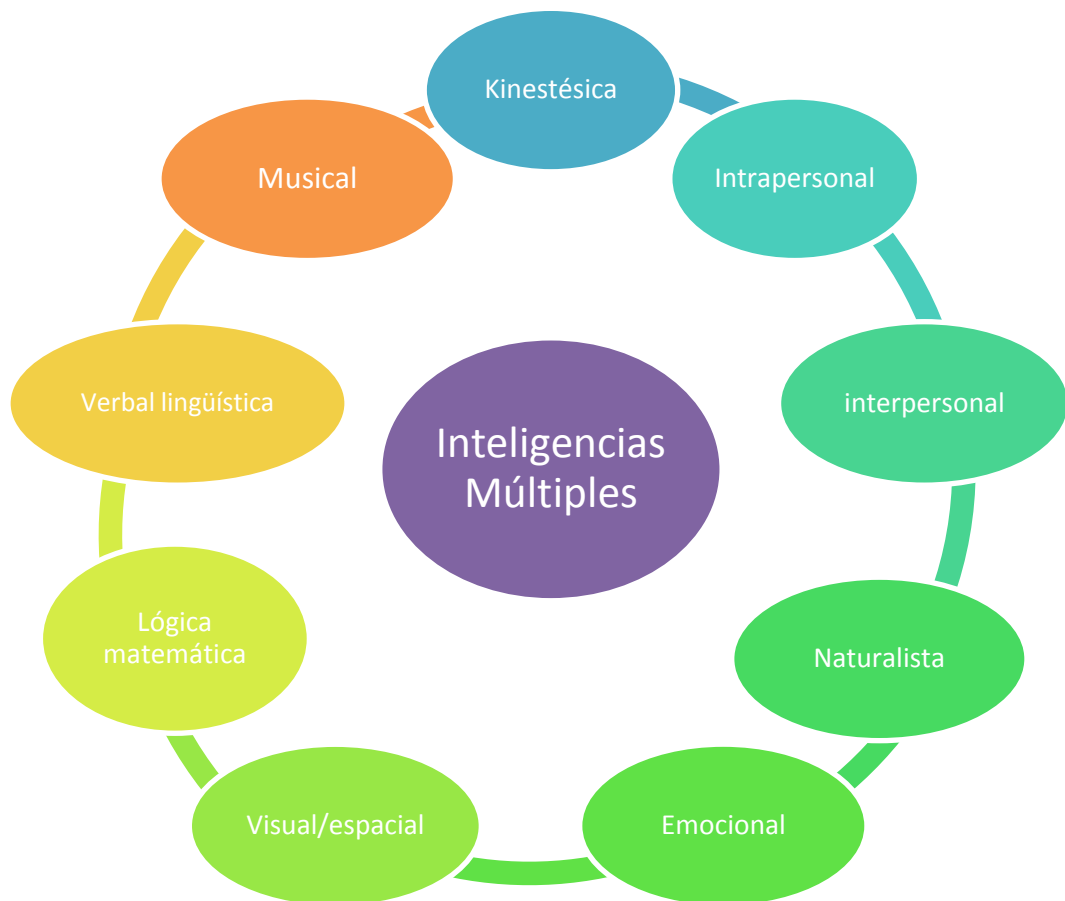 Kinestésica
Intrapersonal
interpersonal
Naturalista
Emocional
Visual/espacial
Lógica
matemática
Verbal lingüística
Musical
Inteligencias
Múltiples